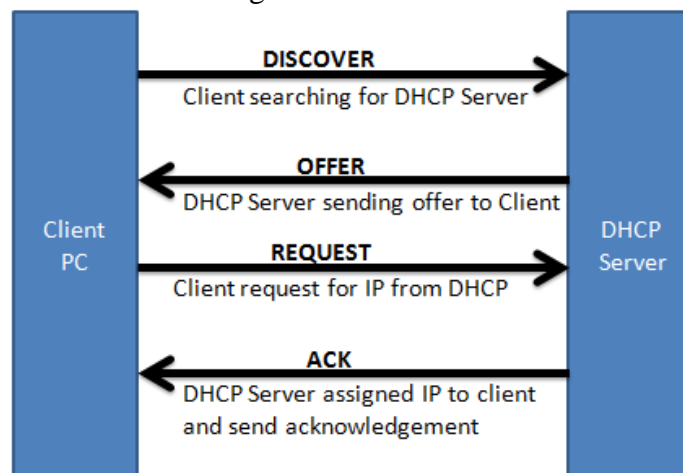 DISCOVER
Client searching for DHCP Server
OFFER
DHCP Server sending offer to Client
Client
PC
DHCP
Server
REQUEST
Client request for IP from DHCP
ACK
DHCP Server assigned IP to client
and send acknowledgement